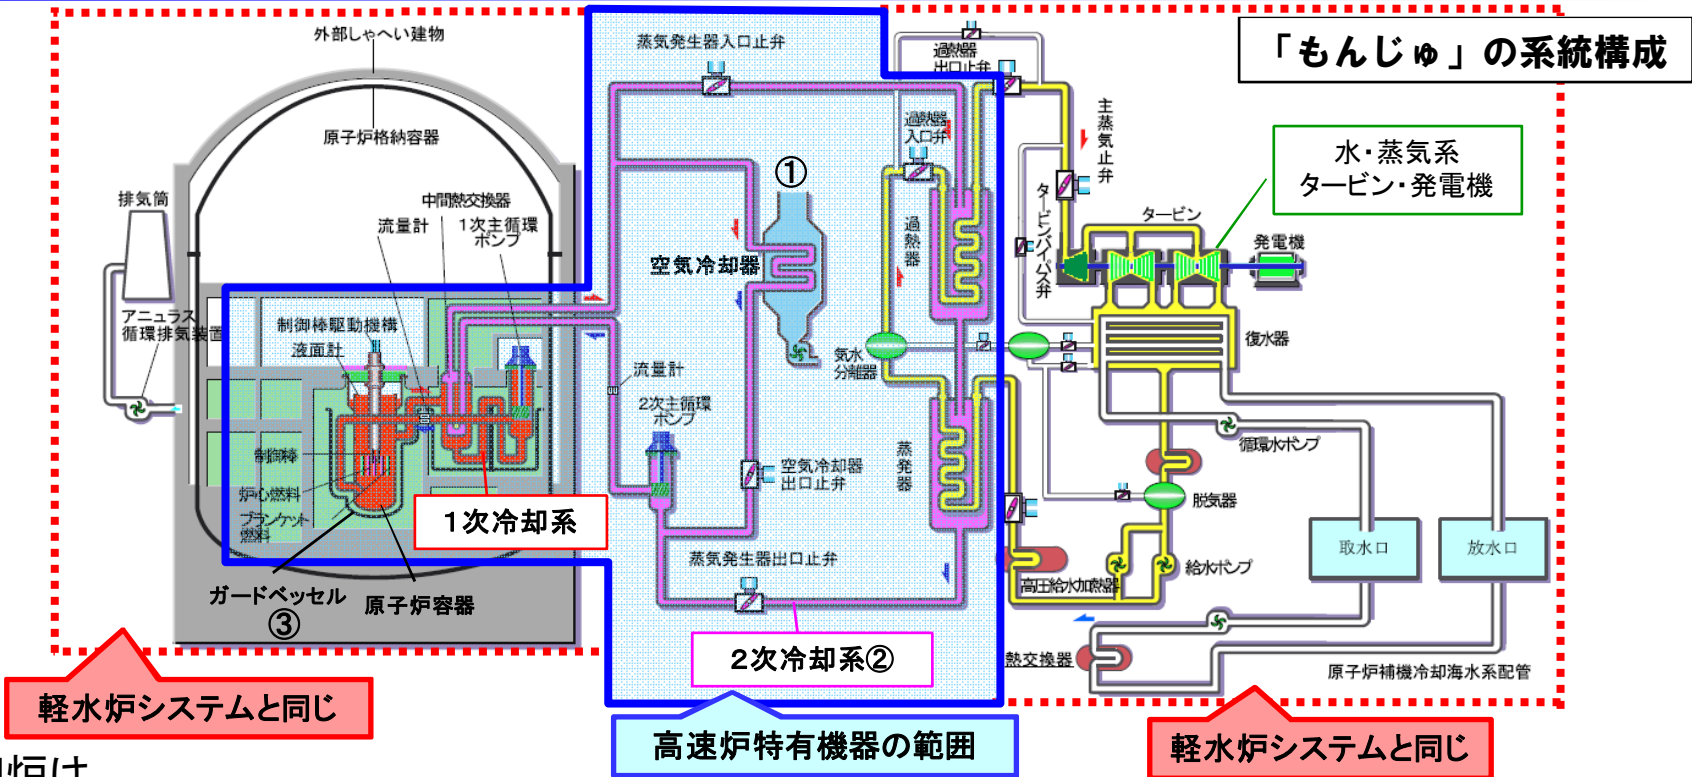 「もんじゅ」の系統構成
外部しゃへい建物
蒸気発生器入口止弁
過熱器
出口止弁
原子炉格納容器
過熱器
入口弁
①
主蒸気止弁
水・蒸気系
タービン・発電機
排気筒
中間熱交換器
流量計
1次主循環
ポンプ
過熱器
タービンバイパス弁
タービン
発電機
空気冷却器
アニュラス
循環排気装置
制御棒駆動機構
液面計
気水
分離器
復水器
流量計
2次主循環
ポンプ
制御棒
炉心燃料
ブランケット
燃料
蒸発器
空気冷却器
出口止弁
循環水ポンプ
脱気器
1次冷却系
取水口
放水口
蒸気発生器出口止弁
高圧給水加熱器
給水ポンプ
ガードベッセル
③
原子炉容器
2次冷却系②
熱交換器
原子炉補機冷却海水系配管
軽水炉システムと同じ
高速炉特有機器の範囲
軽水炉システムと同じ